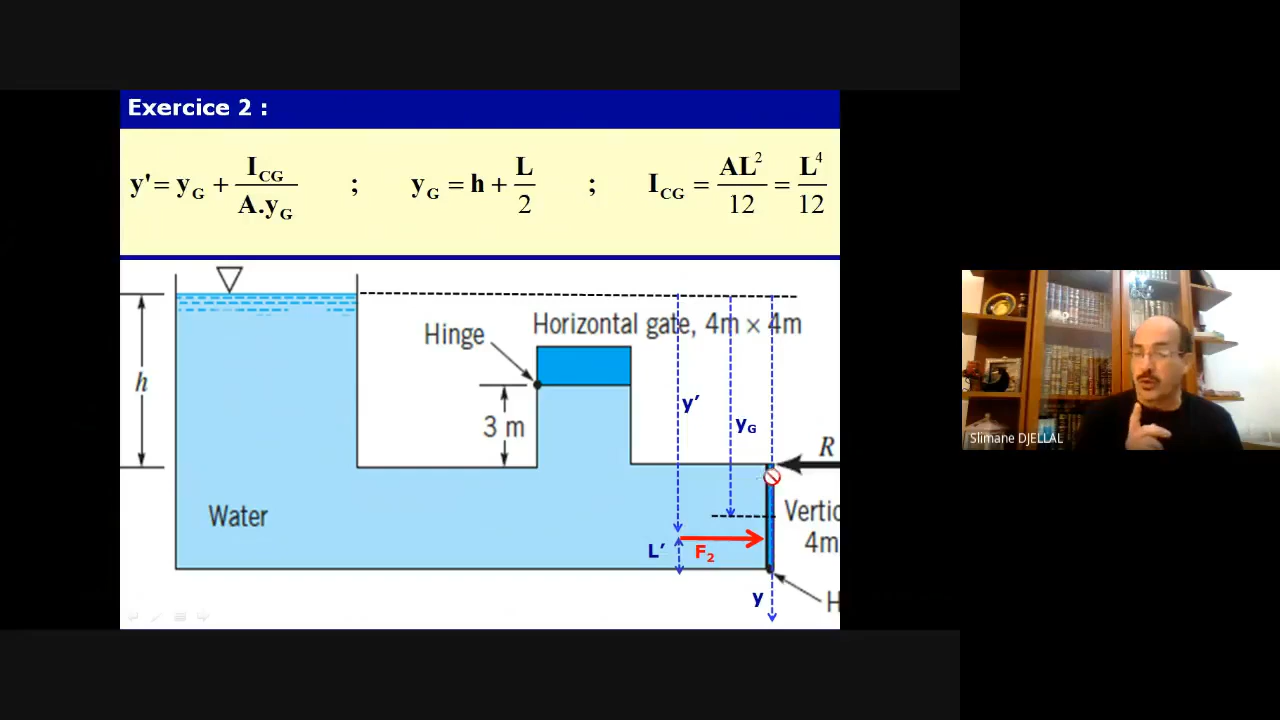 Exercice 2 :
y'= y_G + I_CG / A.y_G ; y_G = h + L / 2 ; I_CG = AL² / 12 = L⁴ / 12
Hinge
Horizontal gate, 4m × 4m
h
y′
y_G
3 m
R
Slimane DJELLAL
Water
Vertic
4m
L′
F₂
y
H